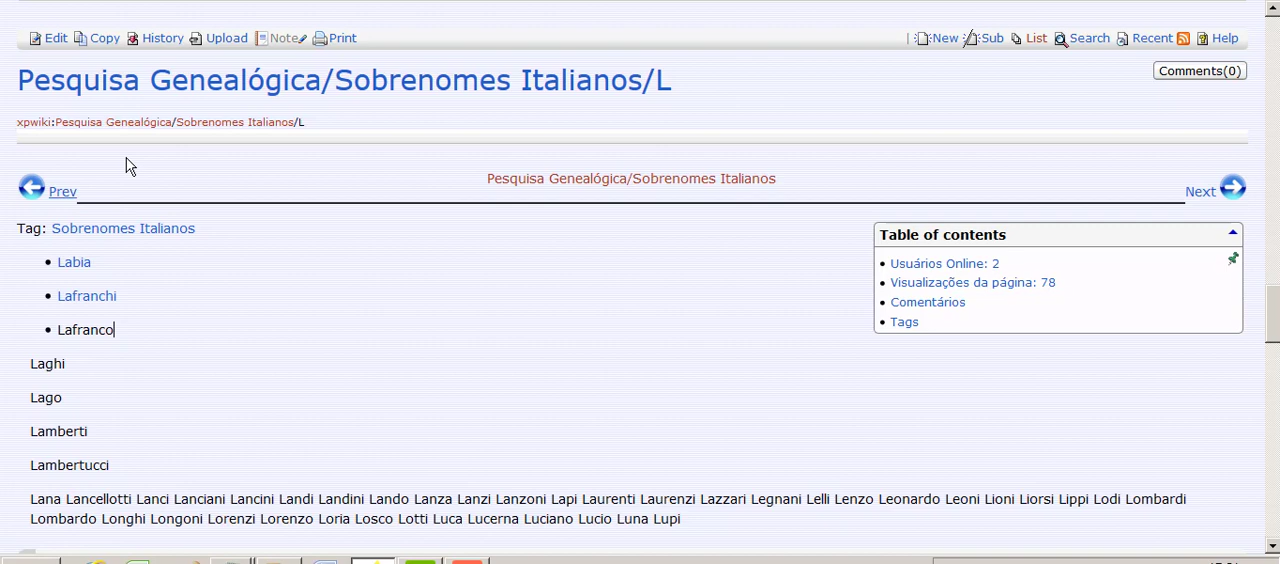 Edit Copy History Upload Note Print | New Sub List Search Recent Help
Pesquisa Genealógica/Sobrenomes Italianos/L
Comments(0)
xpwiki:Pesquisa Genealógica/Sobrenomes Italianos/L
Prev
Pesquisa Genealógica/Sobrenomes Italianos
Next
Tag: Sobrenomes Italianos
• Labia
• Lafranchi
• Lafranco
Laghi
Lago
Lamberti
Lambertucci
Lana Lancellotti Lanci Lanciani Lancini Landi Landini Lando Lanza Lanzi Lanzoni Lapi Laurenti Laurenzi Lazzari Legnani Lelli Lenzo Leonardo Leoni Lioni Liorsi Lippi Lodi Lombardi
Lombardo Longhi Longoni Lorenzi Lorenzo Loria Losco Lotti Luca Lucerna Luciano Lucio Luna Lupi
Table of contents
• Usuários Online: 2
• Visualizações da página: 78
• Comentários
• Tags